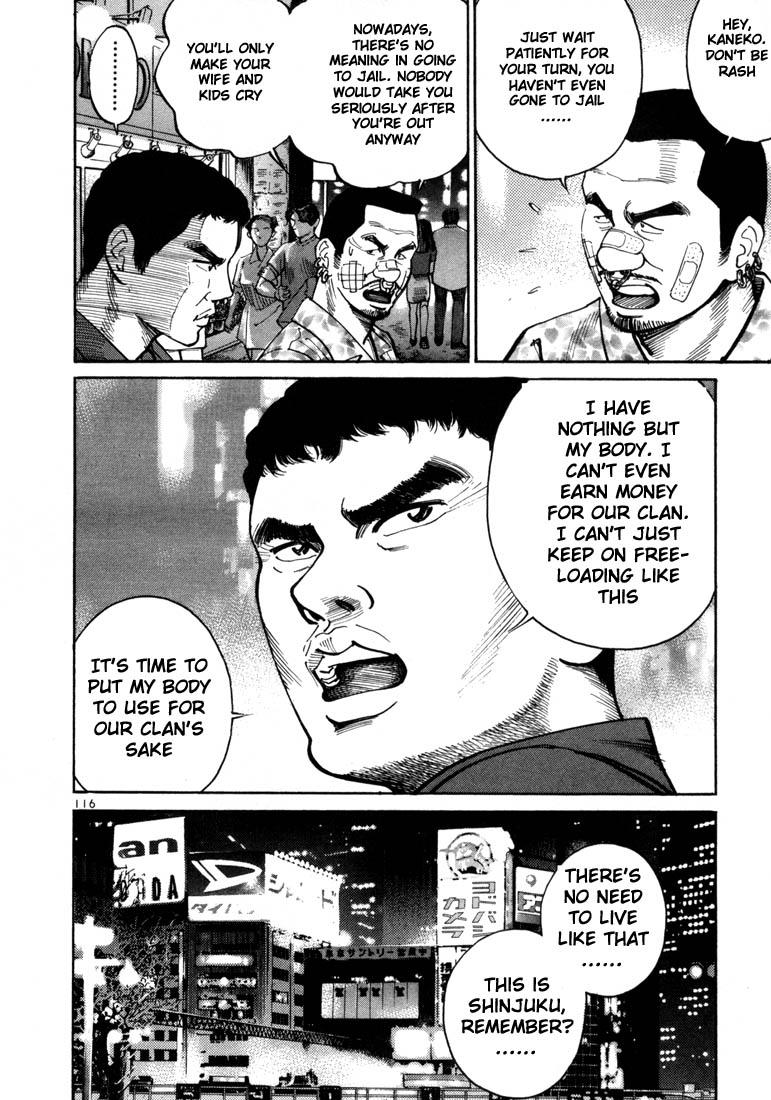 HEY,
KANEKO.
DON'T BE
RASH
JUST WAIT
PATIENTLY FOR
YOUR TURN, YOU
HAVEN'T EVEN
GONE TO JAIL
......
NOWADAYS,
THERE'S NO
MEANING IN GOING
TO JAIL. NOBODY
WOULD TAKE YOU
SERIOUSLY AFTER
YOU'RE OUT
ANYWAY
YOU'LL ONLY
MAKE YOUR
WIFE AND
KIDS CRY
........
I HAVE
NOTHING BUT
MY BODY. I
CAN'T EVEN
EARN MONEY
FOR OUR CLAN.
I CAN'T JUST
KEEP ON FREE-
LOADING LIKE
THIS
IT'S TIME TO
PUT MY BODY
TO USE FOR
OUR CLAN'S
SAKE
116
THERE'S
NO NEED
TO LIVE
LIKE THAT
......
THIS IS
SHINJUKU,
REMEMBER?
......
an
ヨドバシ
カメラ